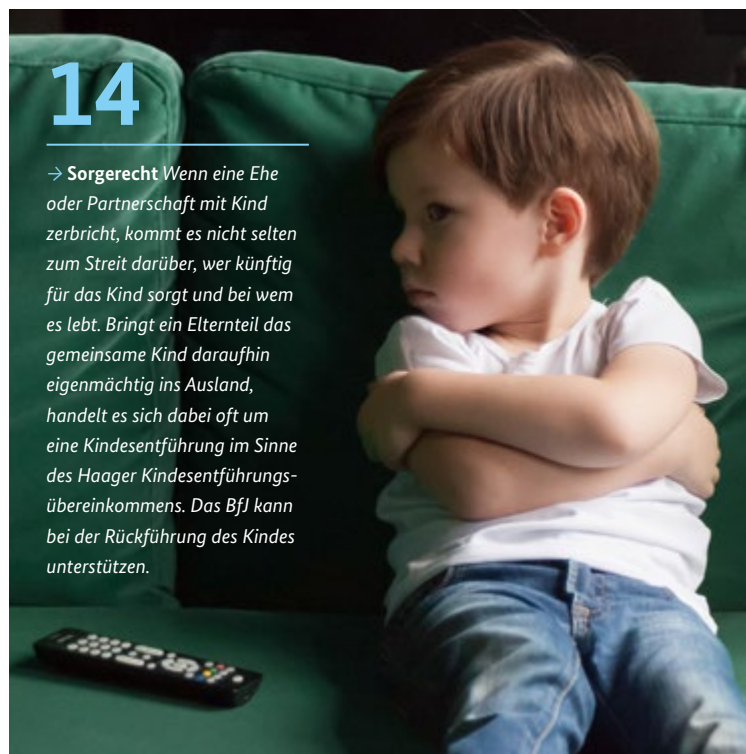 14
→ Sorgerecht Wenn eine Ehe
oder Partnerschaft mit Kind
zerbricht, kommt es nicht selten
zum Streit darüber, wer künftig
für das Kind sorgt und bei wem
es lebt. Bringt ein Elternteil das
gemeinsame Kind daraufhin
eigenmächtig ins Ausland,
handelt es sich dabei oft um
eine Kindesentführung im Sinne
des Haager Kindesentführungs-
übereinkommens. Das BfJ kann
bei der Rückführung des Kindes
unterstützen.